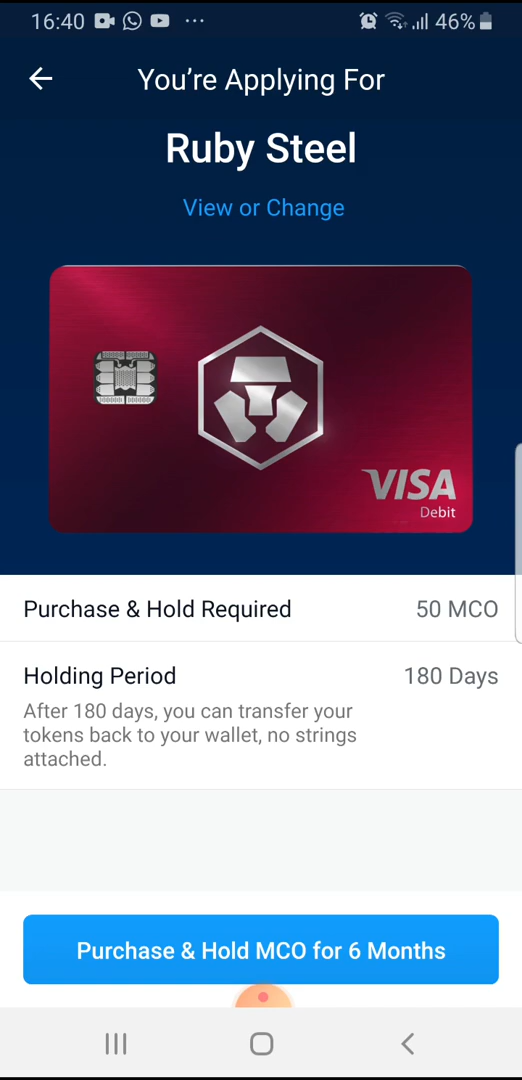 16:40 46%
You’re Applying For
Ruby Steel
View or Change
VISA
Debit
Purchase & Hold Required 50 MCO
Holding Period 180 Days
After 180 days, you can transfer your
tokens back to your wallet, no strings
attached.
Purchase & Hold MCO for 6 Months